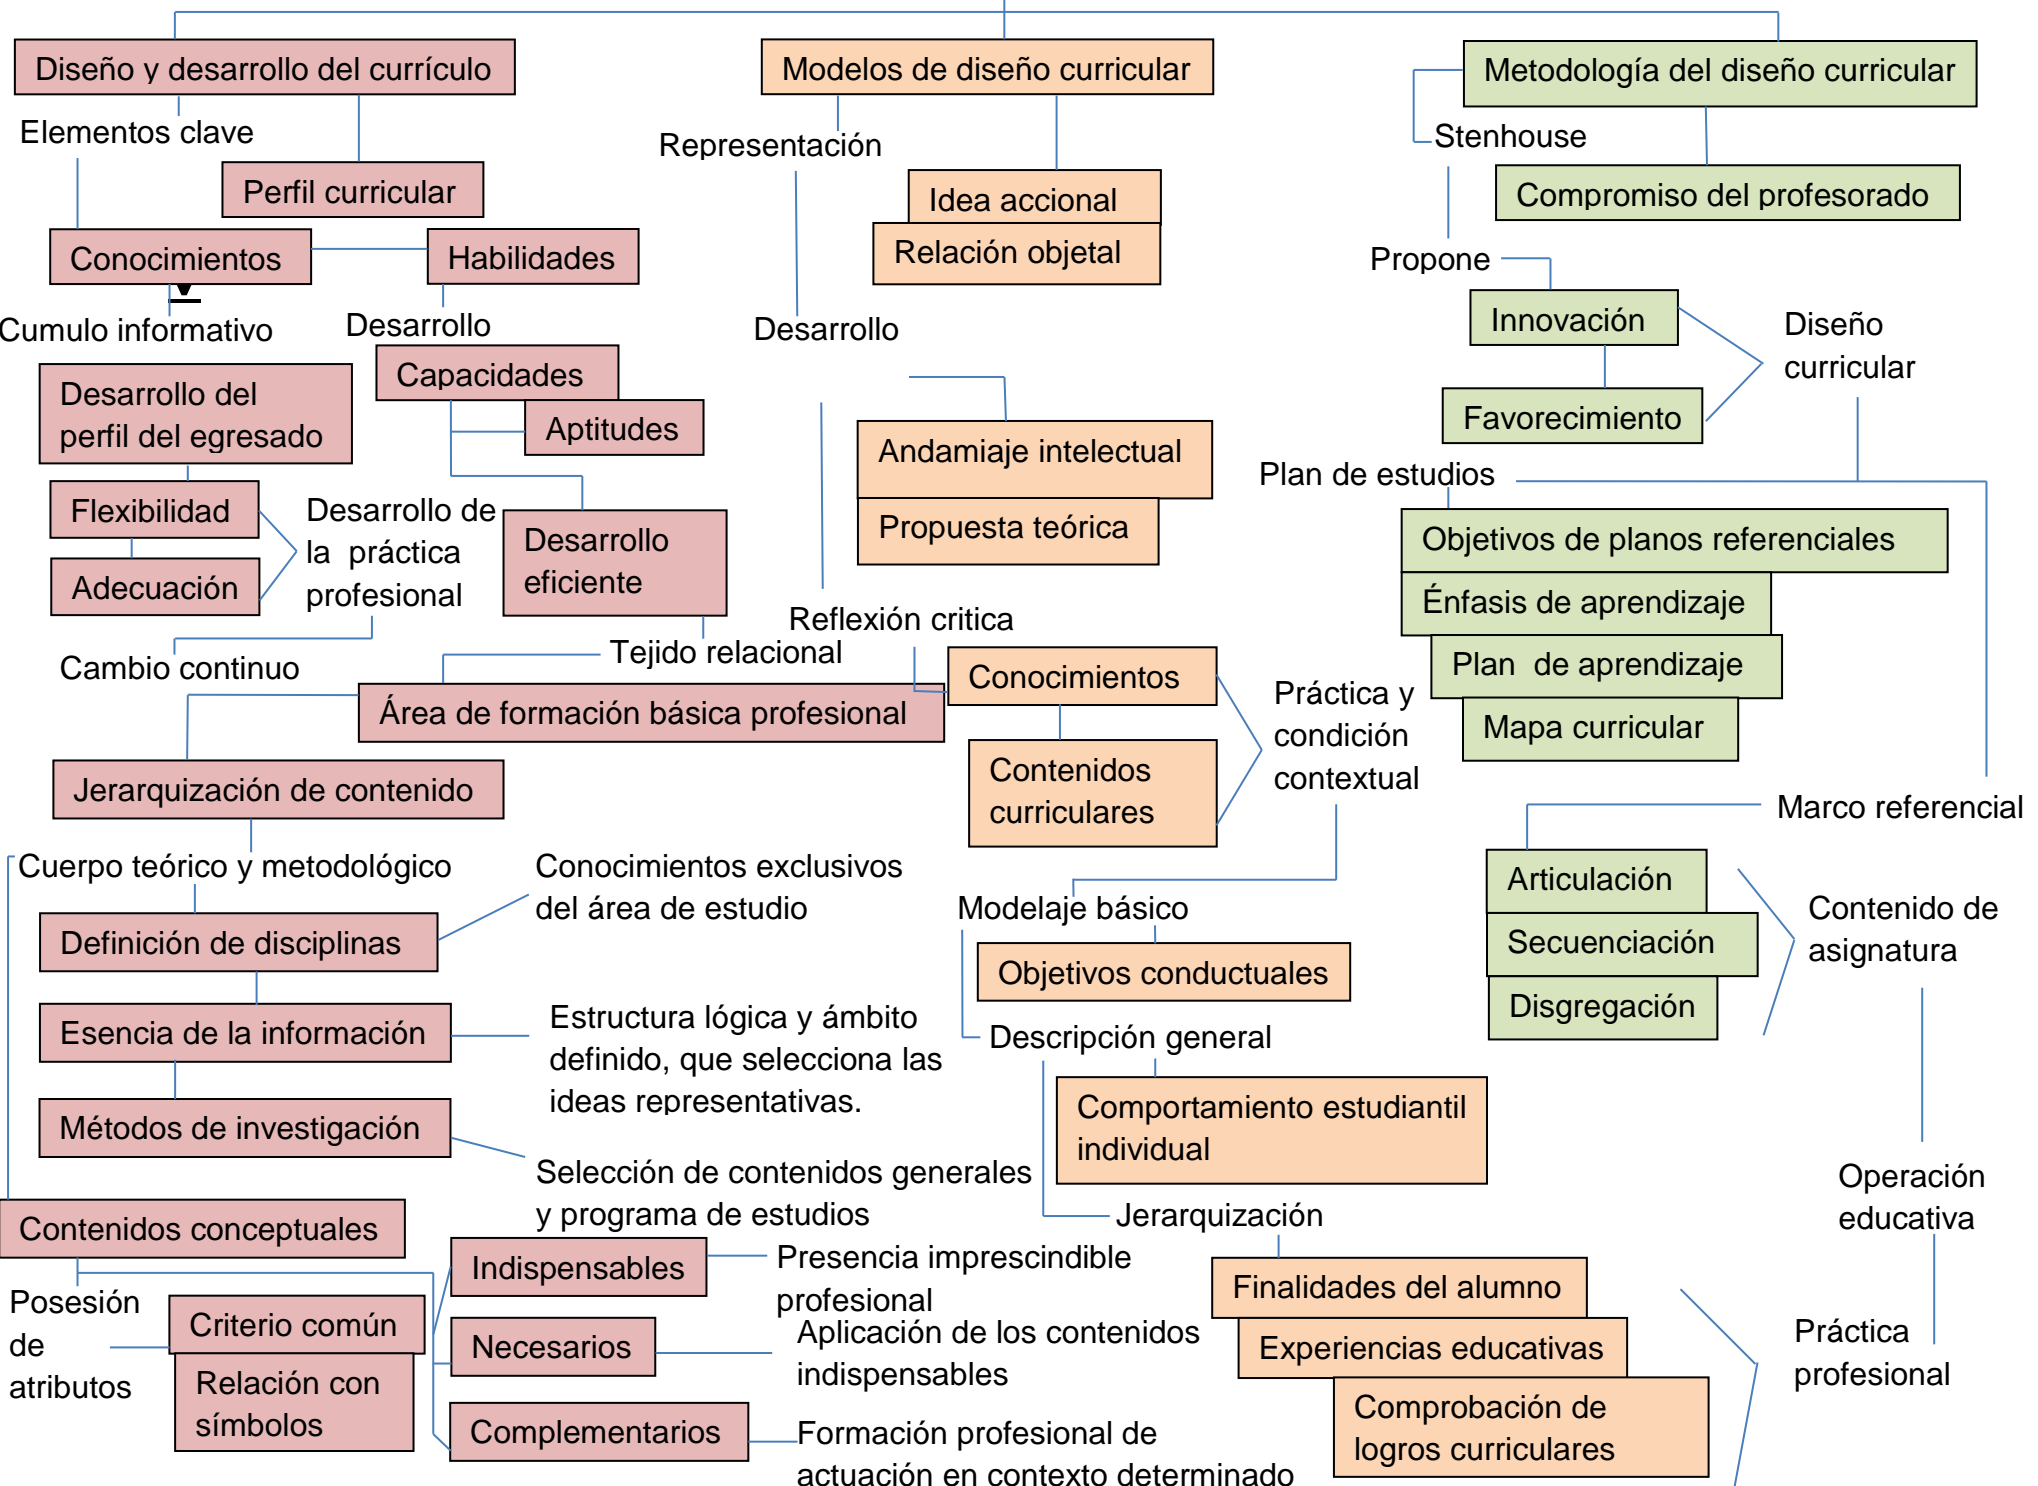 Diseño y desarrollo del currículo
Elementos clave
Perfil curricular
Conocimientos
Habilidades
Cumulo informativo
Desarrollo
Capacidades
Aptitudes
Desarrollo del
perfil del egresado
Flexibilidad
Adecuación
Desarrollo de
la práctica
profesional
Desarrollo
eficiente
Cambio continuo
Tejido relacional
Área de formación básica profesional
Jerarquización de contenido
Cuerpo teórico y metodológico
Conocimientos exclusivos
del área de estudio
Definición de disciplinas
Esencia de la información
Estructura lógica y ámbito
definido, que selecciona las
ideas representativas.
Métodos de investigación
Selección de contenidos generales
y programa de estudios
Contenidos conceptuales
Posesión
de
atributos
Criterio común
Relación con
símbolos
Indispensables
Presencia imprescindible
profesional
Necesarios
Aplicación de los contenidos
indispensables
Complementarios
Formación profesional de
actuación en contexto determinado
Modelos de diseño curricular
Representación
Idea accional
Relación objetal
Desarrollo
Andamiaje intelectual
Propuesta teórica
Reflexión critica
Conocimientos
Contenidos
curriculares
Práctica y
condición
contextual
Modelaje básico
Objetivos conductuales
Descripción general
Comportamiento estudiantil
individual
Jerarquización
Finalidades del alumno
Experiencias educativas
Comprobación de
logros curriculares
Metodología del diseño curricular
Stenhouse
Compromiso del profesorado
Propone
Innovación
Favorecimiento
Diseño
curricular
Plan de estudios
Objetivos de planos referenciales
Énfasis de aprendizaje
Plan de aprendizaje
Mapa curricular
Marco referencial
Articulación
Secuenciación
Disgregación
Contenido de
asignatura
Operación
educativa
Práctica
profesional